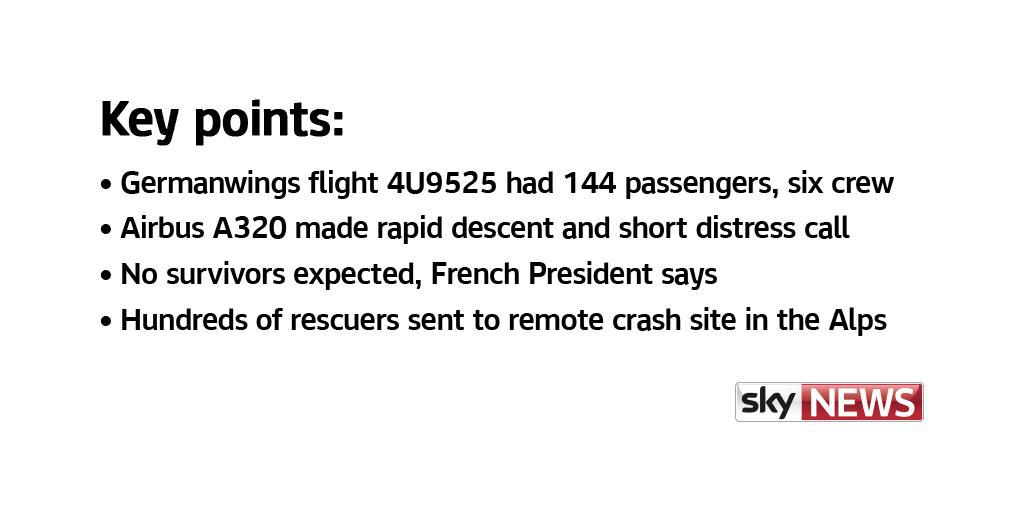 Key points:
• Germanwings flight 4U9525 had 144 passengers, six crew
• Airbus A320 made rapid descent and short distress call
• No survivors expected, French President says
• Hundreds of rescuers sent to remote crash site in the Alps
sky NEWS